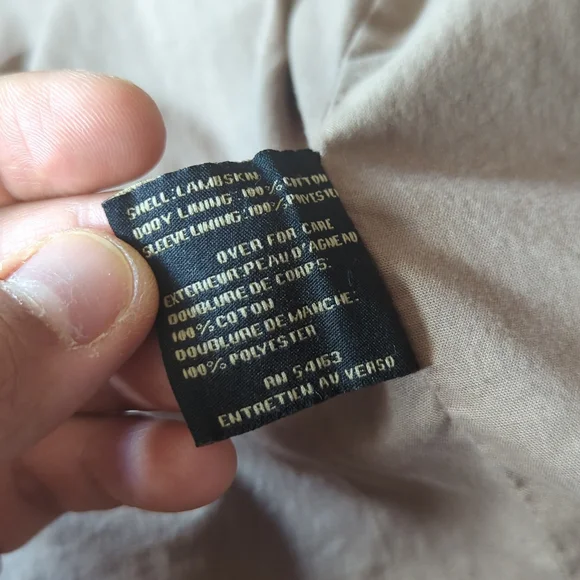 SHELL:LAMBSKIN
BODY LINING: 100% COTTON
SLEEVE LINING: 100% POLYESTER
OVER FOR CARE
EXTERIEUR:PEAU D'AGNEAU
DOUBLURE DE CORPS:
100% COTON
DOUBLURE DE MANCHE:
100% POLYESTER
RN 54163
ENTRETIEN AU VERSO